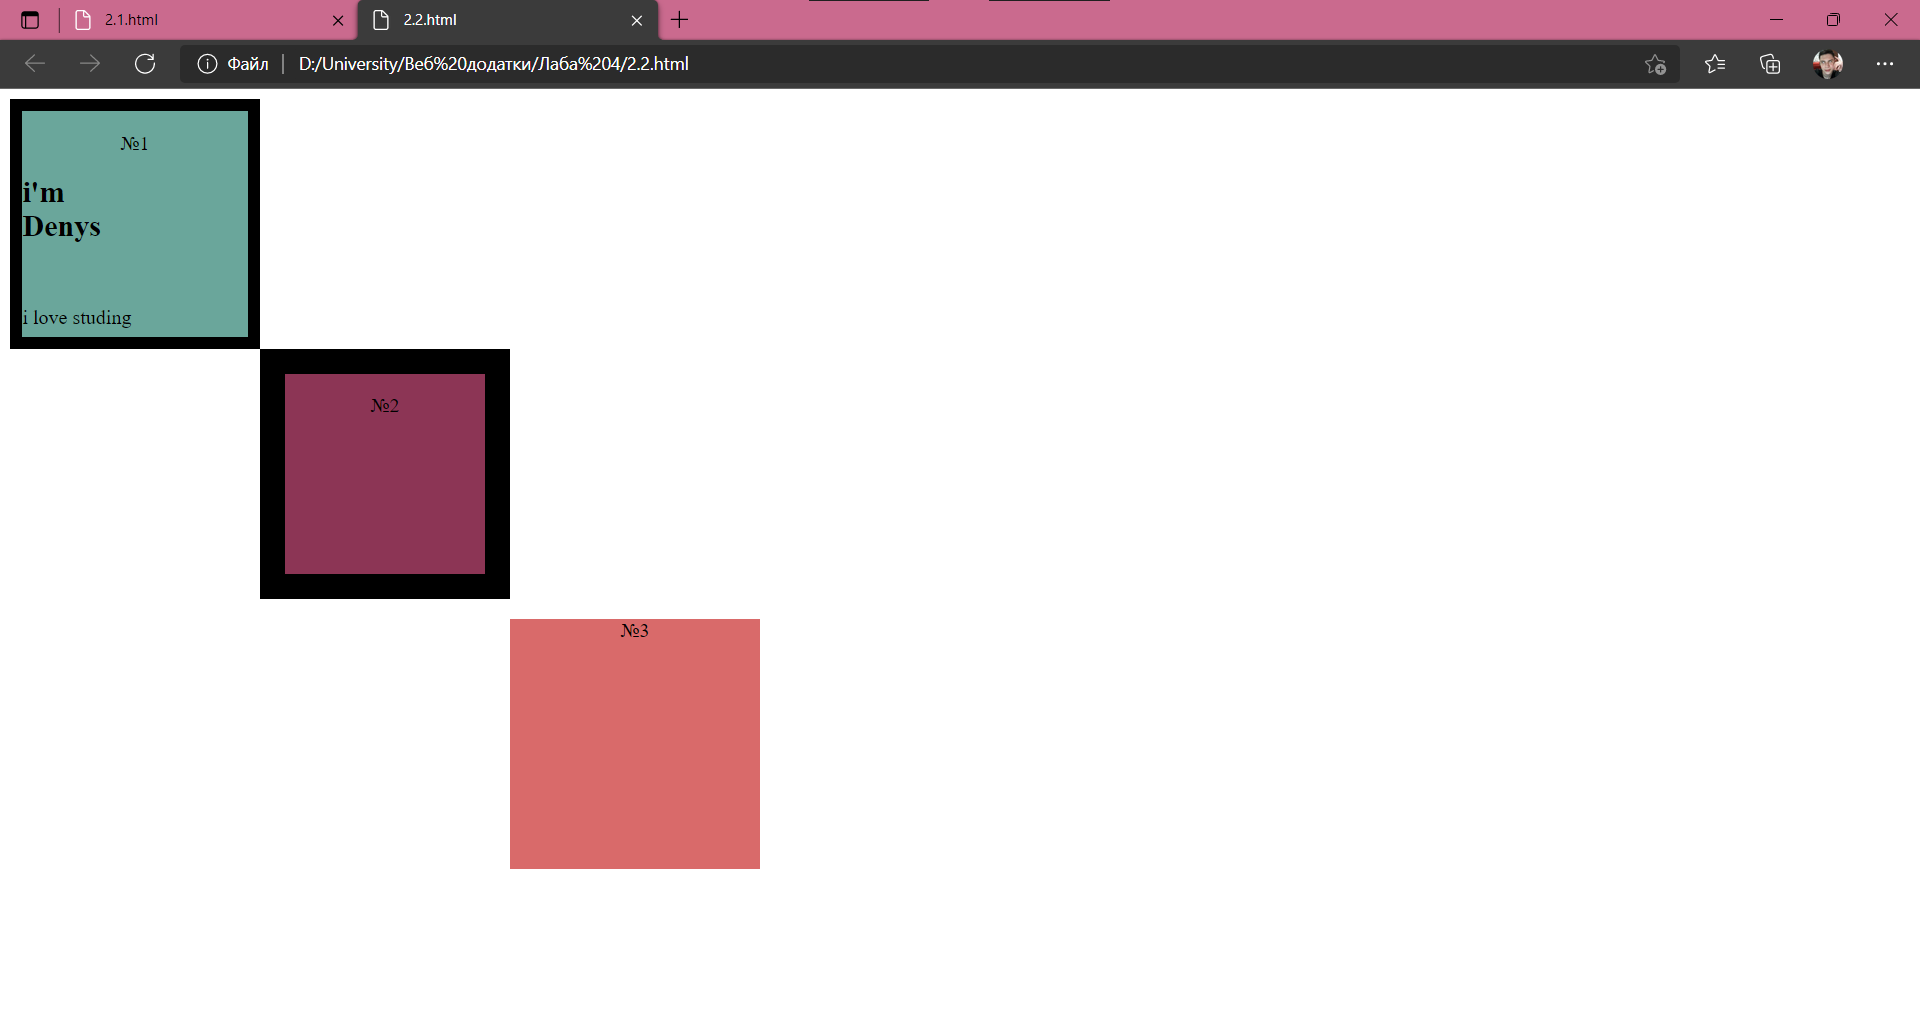 2.1.html
2.2.html
Файл
D:/University/Веб%20додатки/Лаба%204/2.2.html
№1
i'm
Denys
i love studing
№2
№3